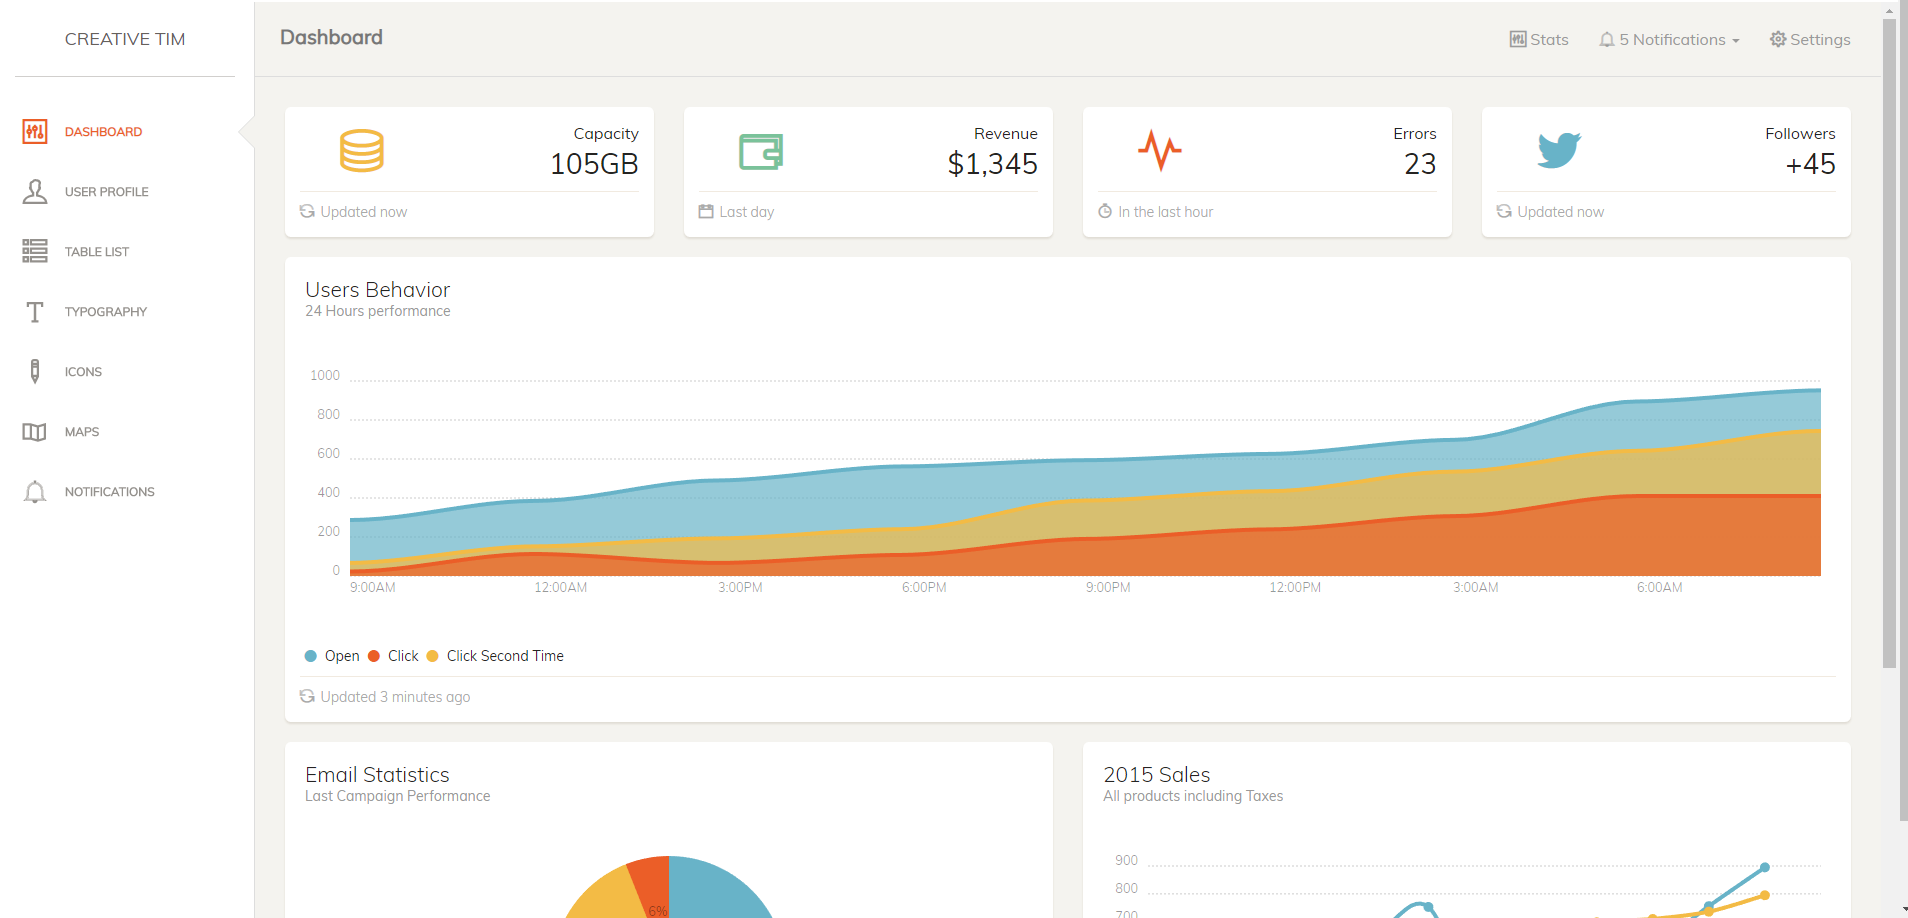 CREATIVE TIM
Dashboard
Stats
5 Notifications
Settings
DASHBOARD
USER PROFILE
TABLE LIST
TYPOGRAPHY
ICONS
MAPS
NOTIFICATIONS
Capacity
105GB
Updated now
Revenue
$1,345
Last day
Errors
23
In the last hour
Followers
+45
Updated now
Users Behavior
24 Hours performance
1000
800
600
400
200
0
9:00AM 12:00AM 3:00PM 6:00PM 9:00PM 12:00PM 3:00AM 6:00AM
Open Click Click Second Time
Updated 3 minutes ago
Email Statistics
Last Campaign Performance
6%
2015 Sales
All products including Taxes
900
800
700